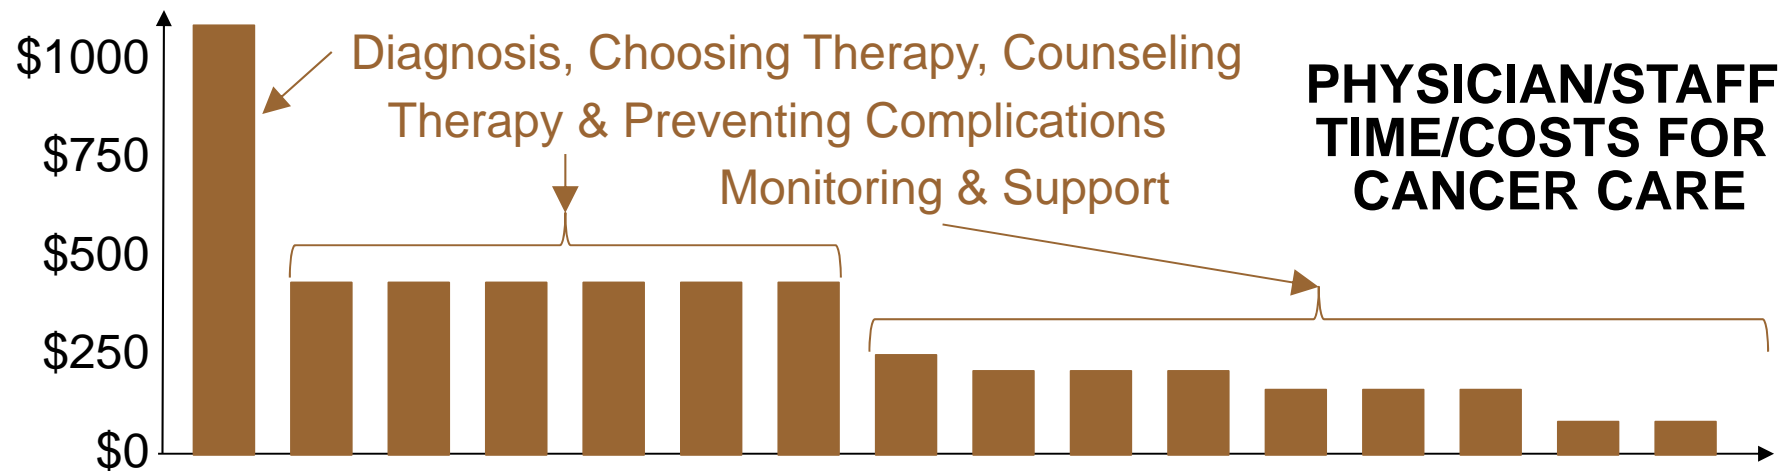 $1000
$750
$500
$250
$0
Diagnosis, Choosing Therapy, Counseling
Therapy & Preventing Complications
Monitoring & Support
PHYSICIAN/STAFF
TIME/COSTS FOR
CANCER CARE